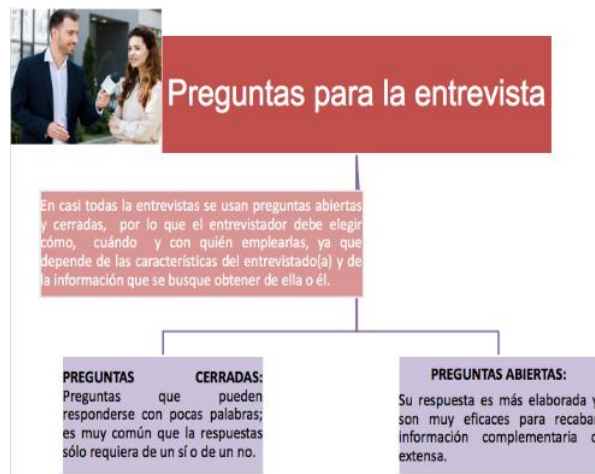 Preguntas para la entrevista
En casi todas la entrevistas se usan preguntas abiertas
y cerradas, por lo que el entrevistador debe elegir
cómo, cuándo y con quién emplearlas, ya que
depende de las características del entrevistado(a) y de
la información que se busque obtener de ella o él.
PREGUNTAS CERRADAS:
Preguntas que pueden
responderse con pocas palabras;
es muy común que la respuestas
sólo requiera de un sí o de un no.
PREGUNTAS ABIERTAS:
Su respuesta es más elaborada y
son muy eficaces para recabar
información complementaria o
extensa.